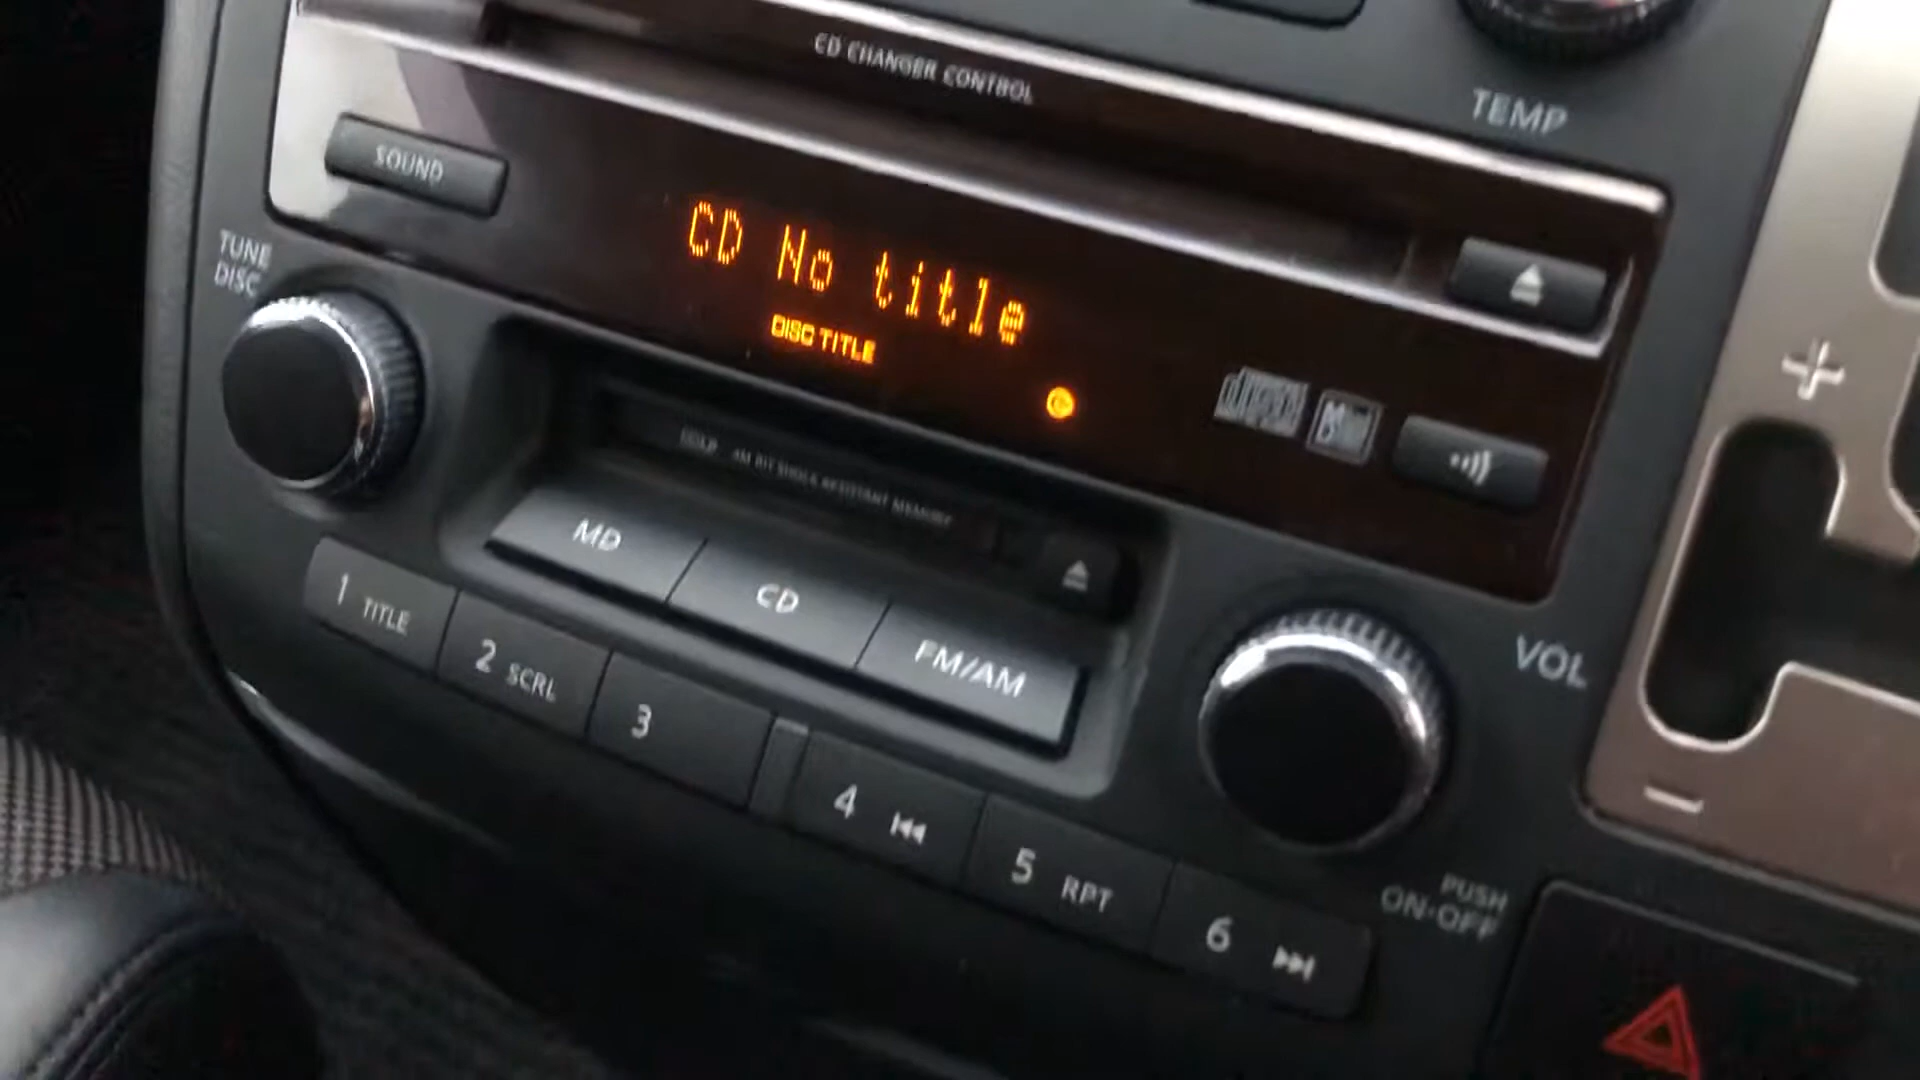 CD CHANGER CONTROL
TEMP
SOUND
CD No title
DISC TITLE
TUNE
DISC
MD
CD
FM/AM
1 TITLE
2 SCRL
3
4
5 RPT
6
VOL
PUSH
ON·OFF
+
−